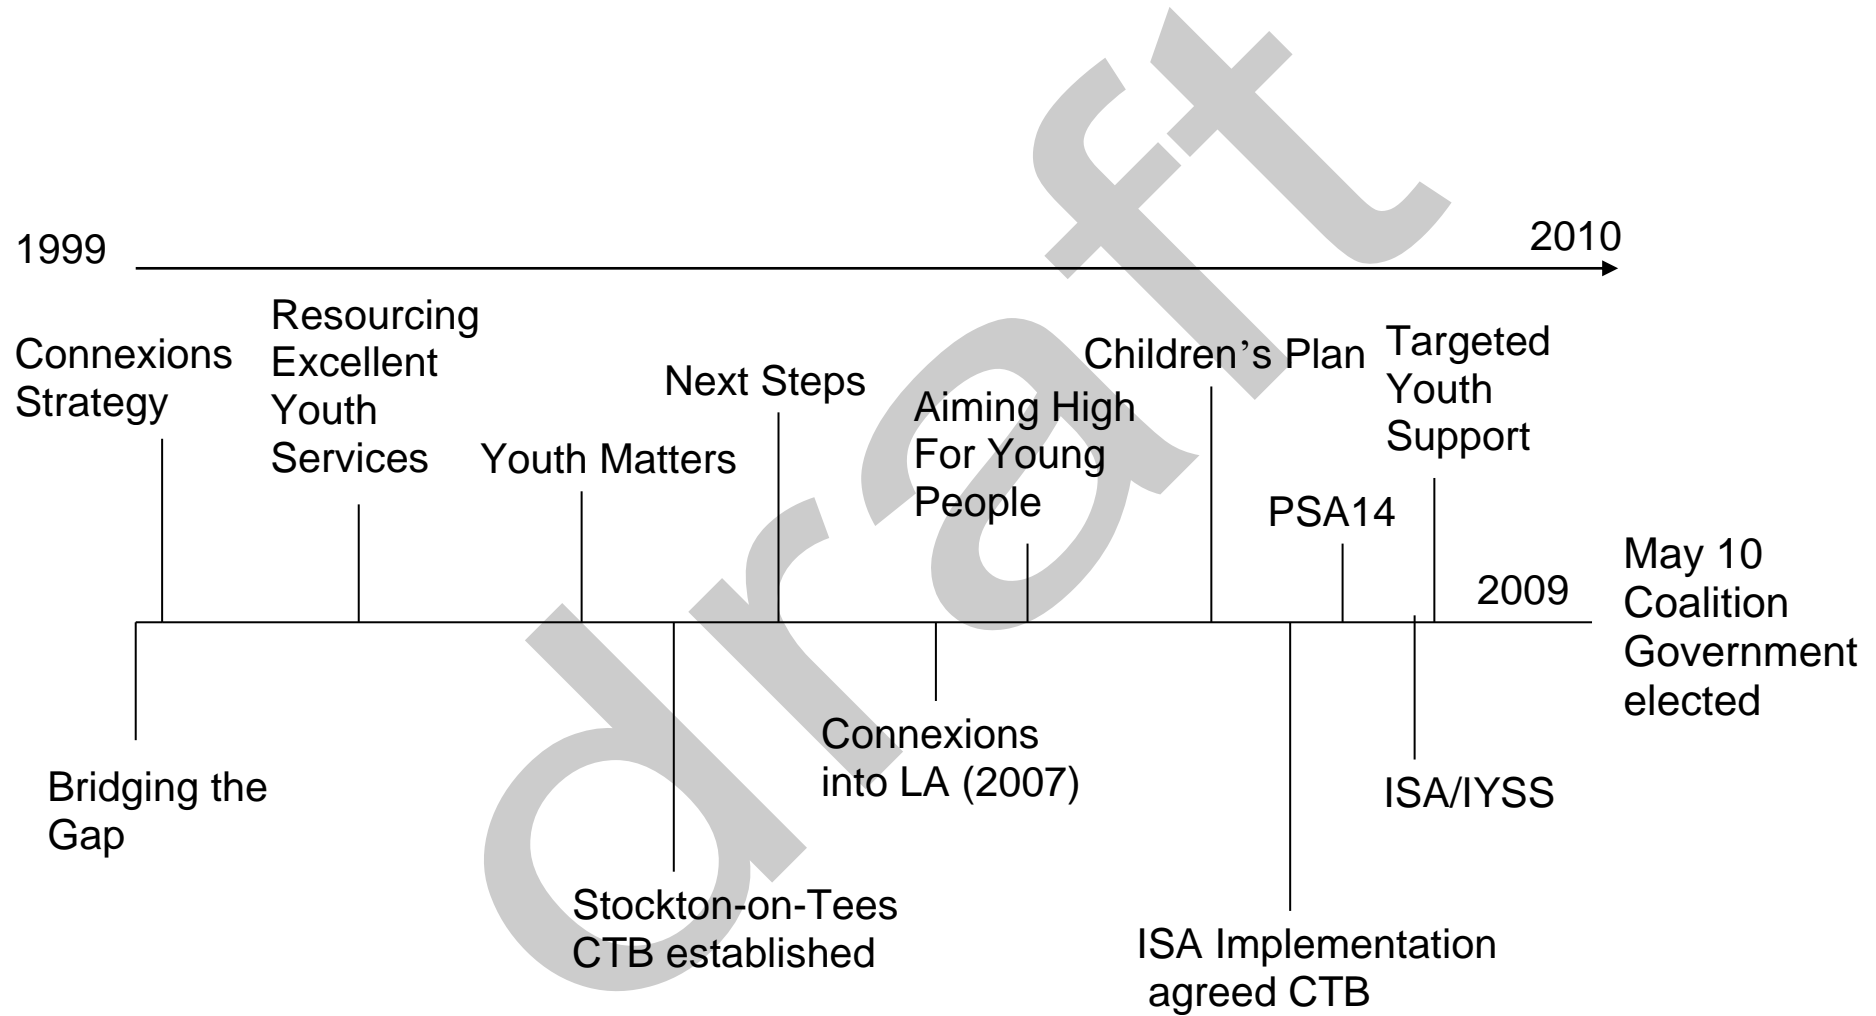 1999
2010
Connexions
Strategy
Resourcing
Excellent
Youth
Services
Youth Matters
Next Steps
Aiming High
For Young
People
Children’s Plan
PSA14
Targeted
Youth
Support
2009
May 10
Coalition
Government
elected
Bridging the
Gap
Stockton-on-Tees
CTB established
Connexions
into LA (2007)
ISA Implementation
agreed CTB
ISA/IYSS
draft